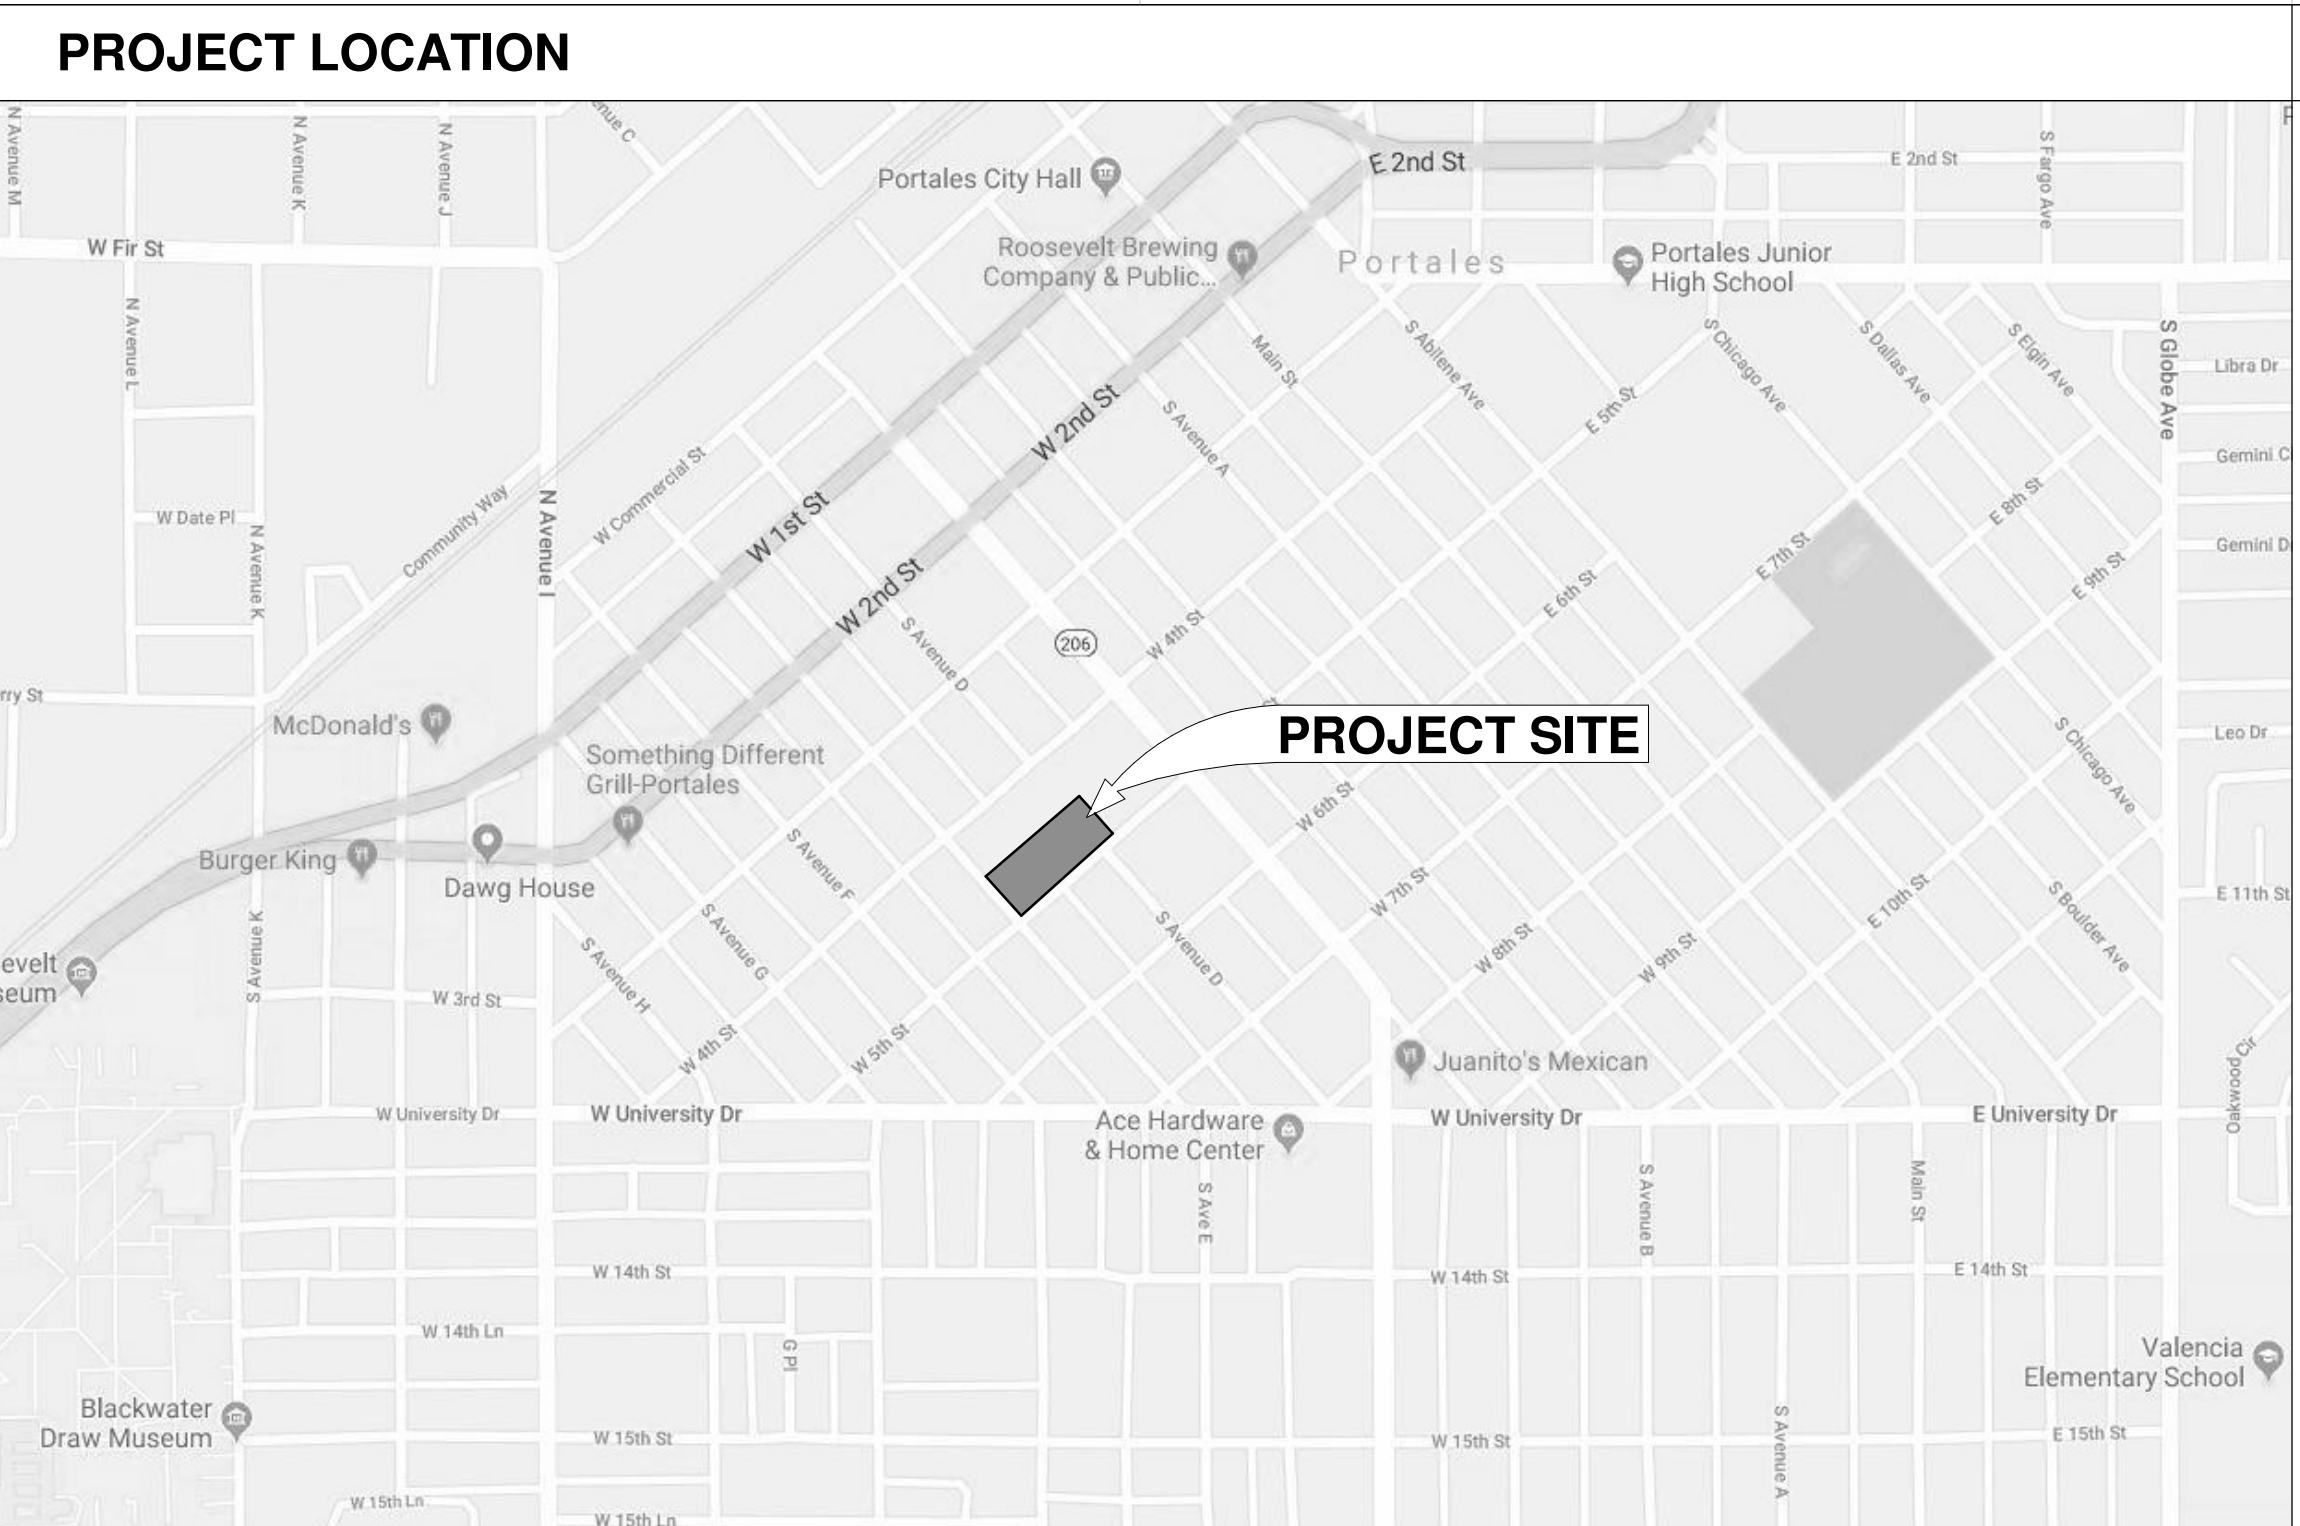 PROJECT LOCATION
N Avenue M
N Avenue K
N Avenue J
E 2nd St
E 2nd St
S Fargo Ave
Portales City Hall
W Fir St
Roosevelt Brewing
Company & Public...
Portales
Portales Junior
High School
N Avenue L
Main St
S Abilene Ave
S Chicago Ave
S Dallas Ave
S Elgin Ave
S Globe Ave
Libra Dr
E 5th St
W 2nd St
S Avenue A
W Commercial St
Gemini C
Community Way
N Avenue I
W 1st St
W Date Pl
N Avenue K
E 8th St
Gemini D
E 7th St
E 9th St
W 2nd St
E 6th St
S Avenue D
W 4th St
206
rry St
McDonald's
St
PROJECT SITE
Leo Dr
Something Different
Grill-Portales
S Chicago Ave
W 6th St
Burger King
Dawg House
S Avenue F
W 7th St
E 10th St
E 11th St
S Avenue K
S Avenue G
S Avenue D
S Boulder Ave
W 8th St
W 9th St
evelt
seum
S Avenue H
W 3rd St
W 4th St
W 5th St
Juanito's Mexican
Oakwood Cir
W University Dr
W University Dr
Ace Hardware
& Home Center
W University Dr
E University Dr
S Ave E
S Avenue B
Main St
W 14th St
W 14th St
E 14th St
W 14th Ln
G Pl
Valencia
Elementary School
Blackwater
Draw Museum
W 15th St
W 15th St
S Avenue A
E 15th St
W 15th Ln
W 15th Ln